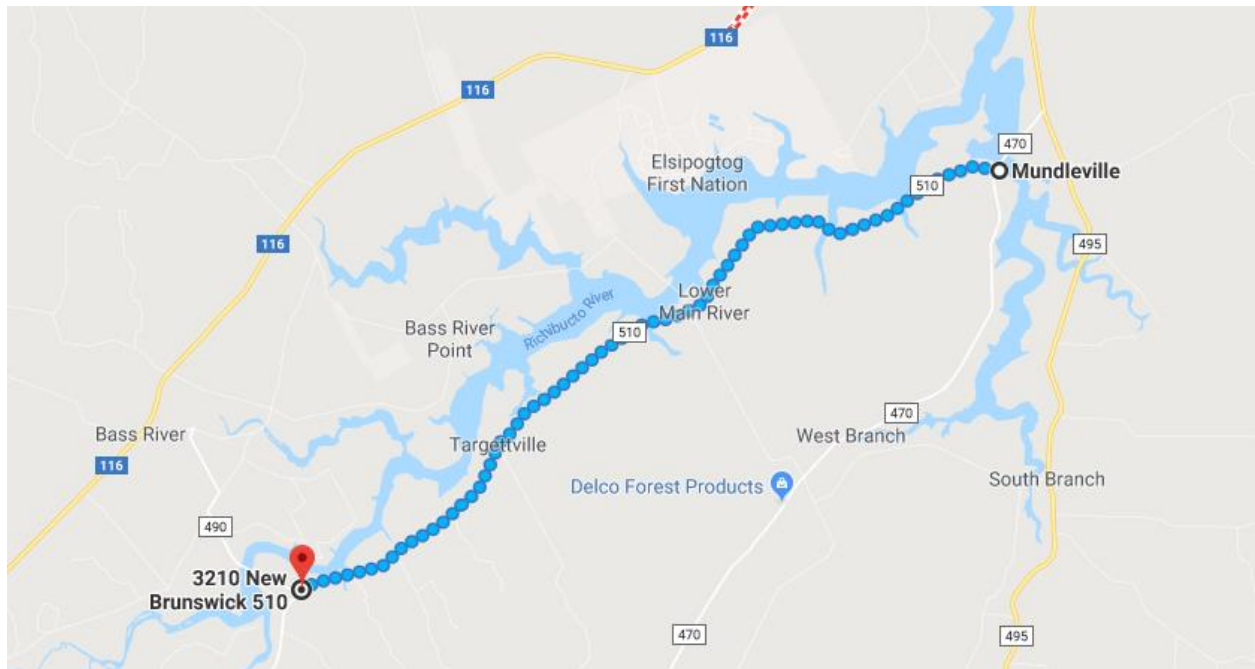 116
470
Mundleville
Elsipogtog
First Nation
510
116
116
495
Lower
Main River
Richibucto River
Bass River
Point
510
470
Bass River
West Branch
Targettville
116
Delco Forest Products
South Branch
490
3210 New
Brunswick 510
470
495